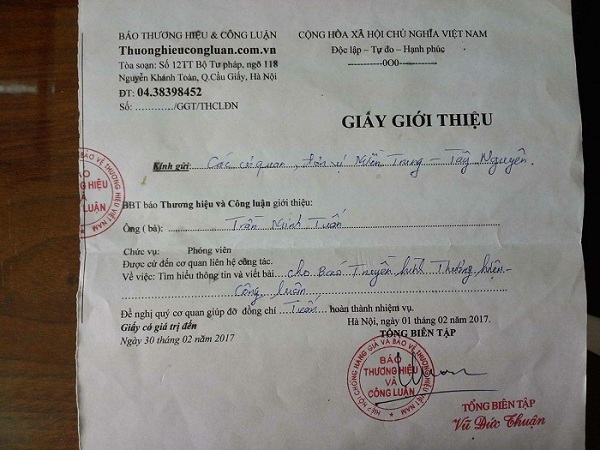 BÁO THƯƠNG HIỆU & CÔNG LUẬN
Thuonghieucongluan.com.vn
Tòa soạn: Số 12TT Bộ Tư pháp, ngõ 118
Nguyễn Khánh Toàn, Q.Cầu Giấy, Hà Nội
ĐT: 04.38398452
Số: ............/GGT/THCLĐN
CỘNG HÒA XÃ HỘI CHỦ NGHĨA VIỆT NAM
Độc lập – Tự do – Hạnh phúc
----------o0o----------
GIẤY GIỚI THIỆU
Kính gửi: Các cơ quan, Đơn vị Miền Trung – Tây Nguyên.
BBT báo Thương hiệu và Công luận giới thiệu:
Ông ( bà): Trần Minh Tuấn
Chức vụ: Phóng viên
Được cử đến cơ quan liên hệ công tác.
Về việc: Tìm hiểu thông tin và viết bài cho Báo Truyền hình Thương hiệu -
Công luận
Đề nghị quý cơ quan giúp đỡ đồng chí Tuấn hoàn thành nhiệm vụ.
Giấy có giá trị đến
Ngày 30 tháng 02 năm 2017
Hà Nội, ngày 01 tháng 02 năm 2017.
TỔNG BIÊN TẬP
BÁO
THƯƠNG HIỆU
VÀ
CÔNG LUẬN
TỔNG BIÊN TẬP
Vũ Đức Thuận